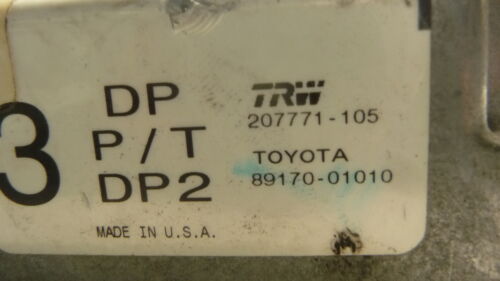 3
DP
P/T
DP2
TRW
207771-105
TOYOTA
89170-01010
MADE IN U.S.A.